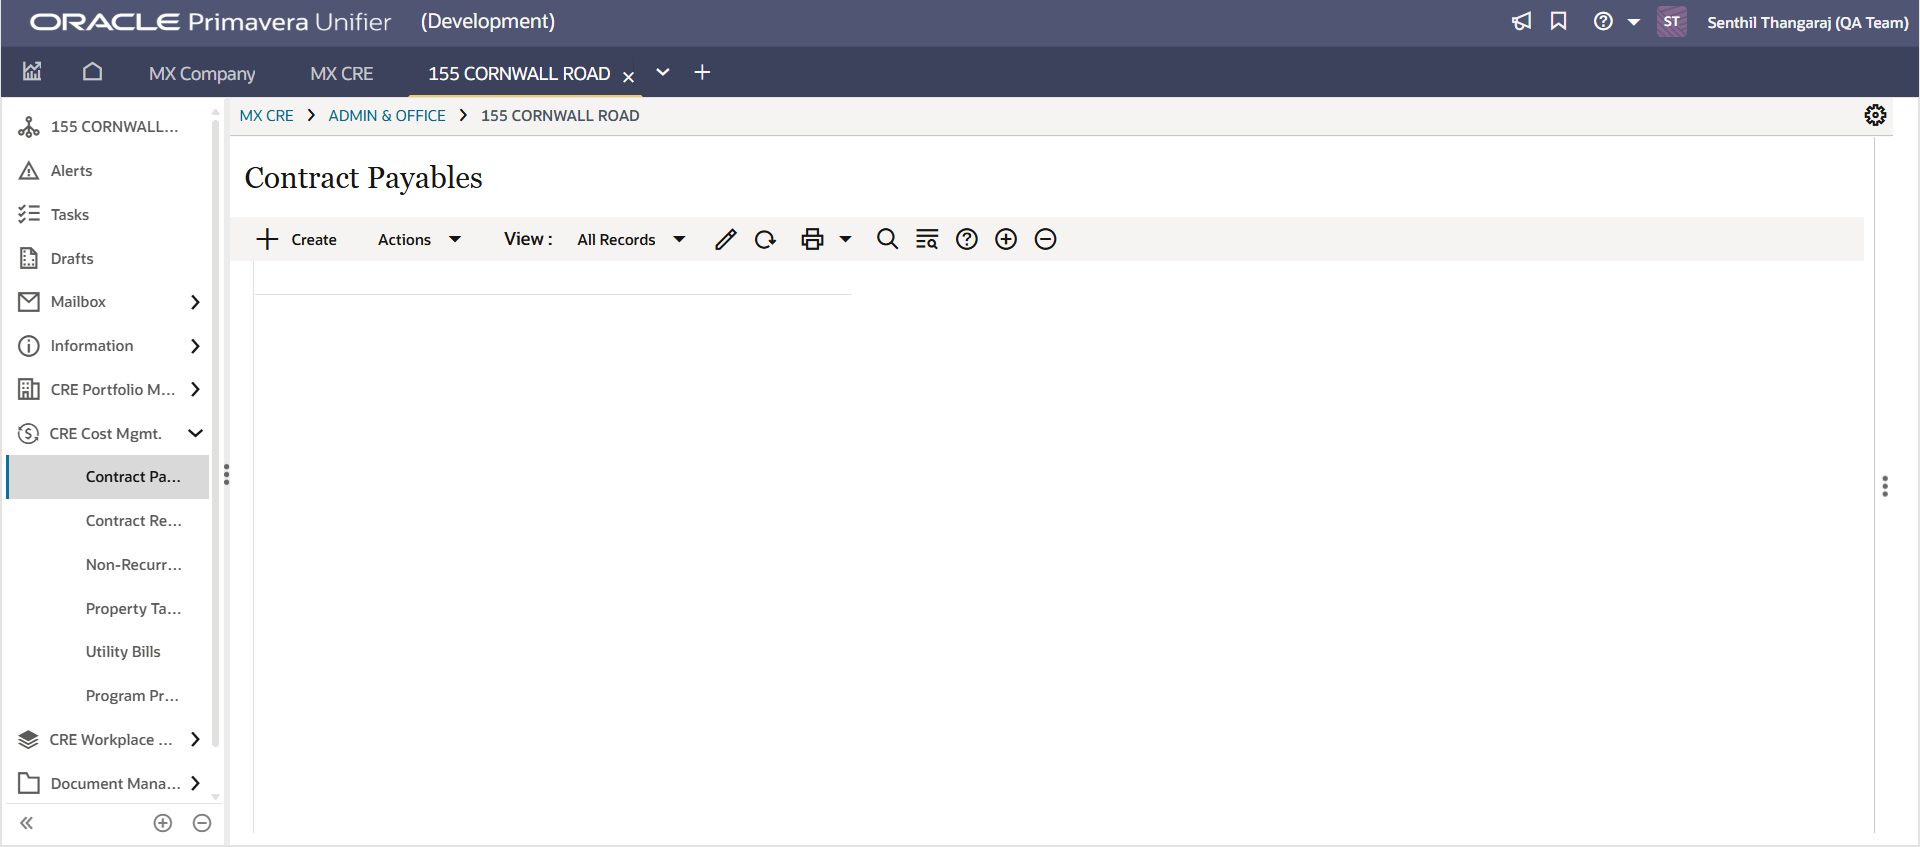 ORACLE Primavera Unifier (Development)
ST Senthil Thangaraj (QA Team)
MX Company MX CRE 155 CORNWALL ROAD
MX CRE ADMIN & OFFICE 155 CORNWALL ROAD
155 CORNWALL...
Alerts
Tasks
Drafts
Mailbox
Information
CRE Portfolio M...
CRE Cost Mgmt.
Contract Pa...
Contract Re...
Non-Recurr...
Property Ta...
Utility Bills
Program Pr...
CRE Workplace ...
Document Mana...
Contract Payables
Create Actions View : All Records